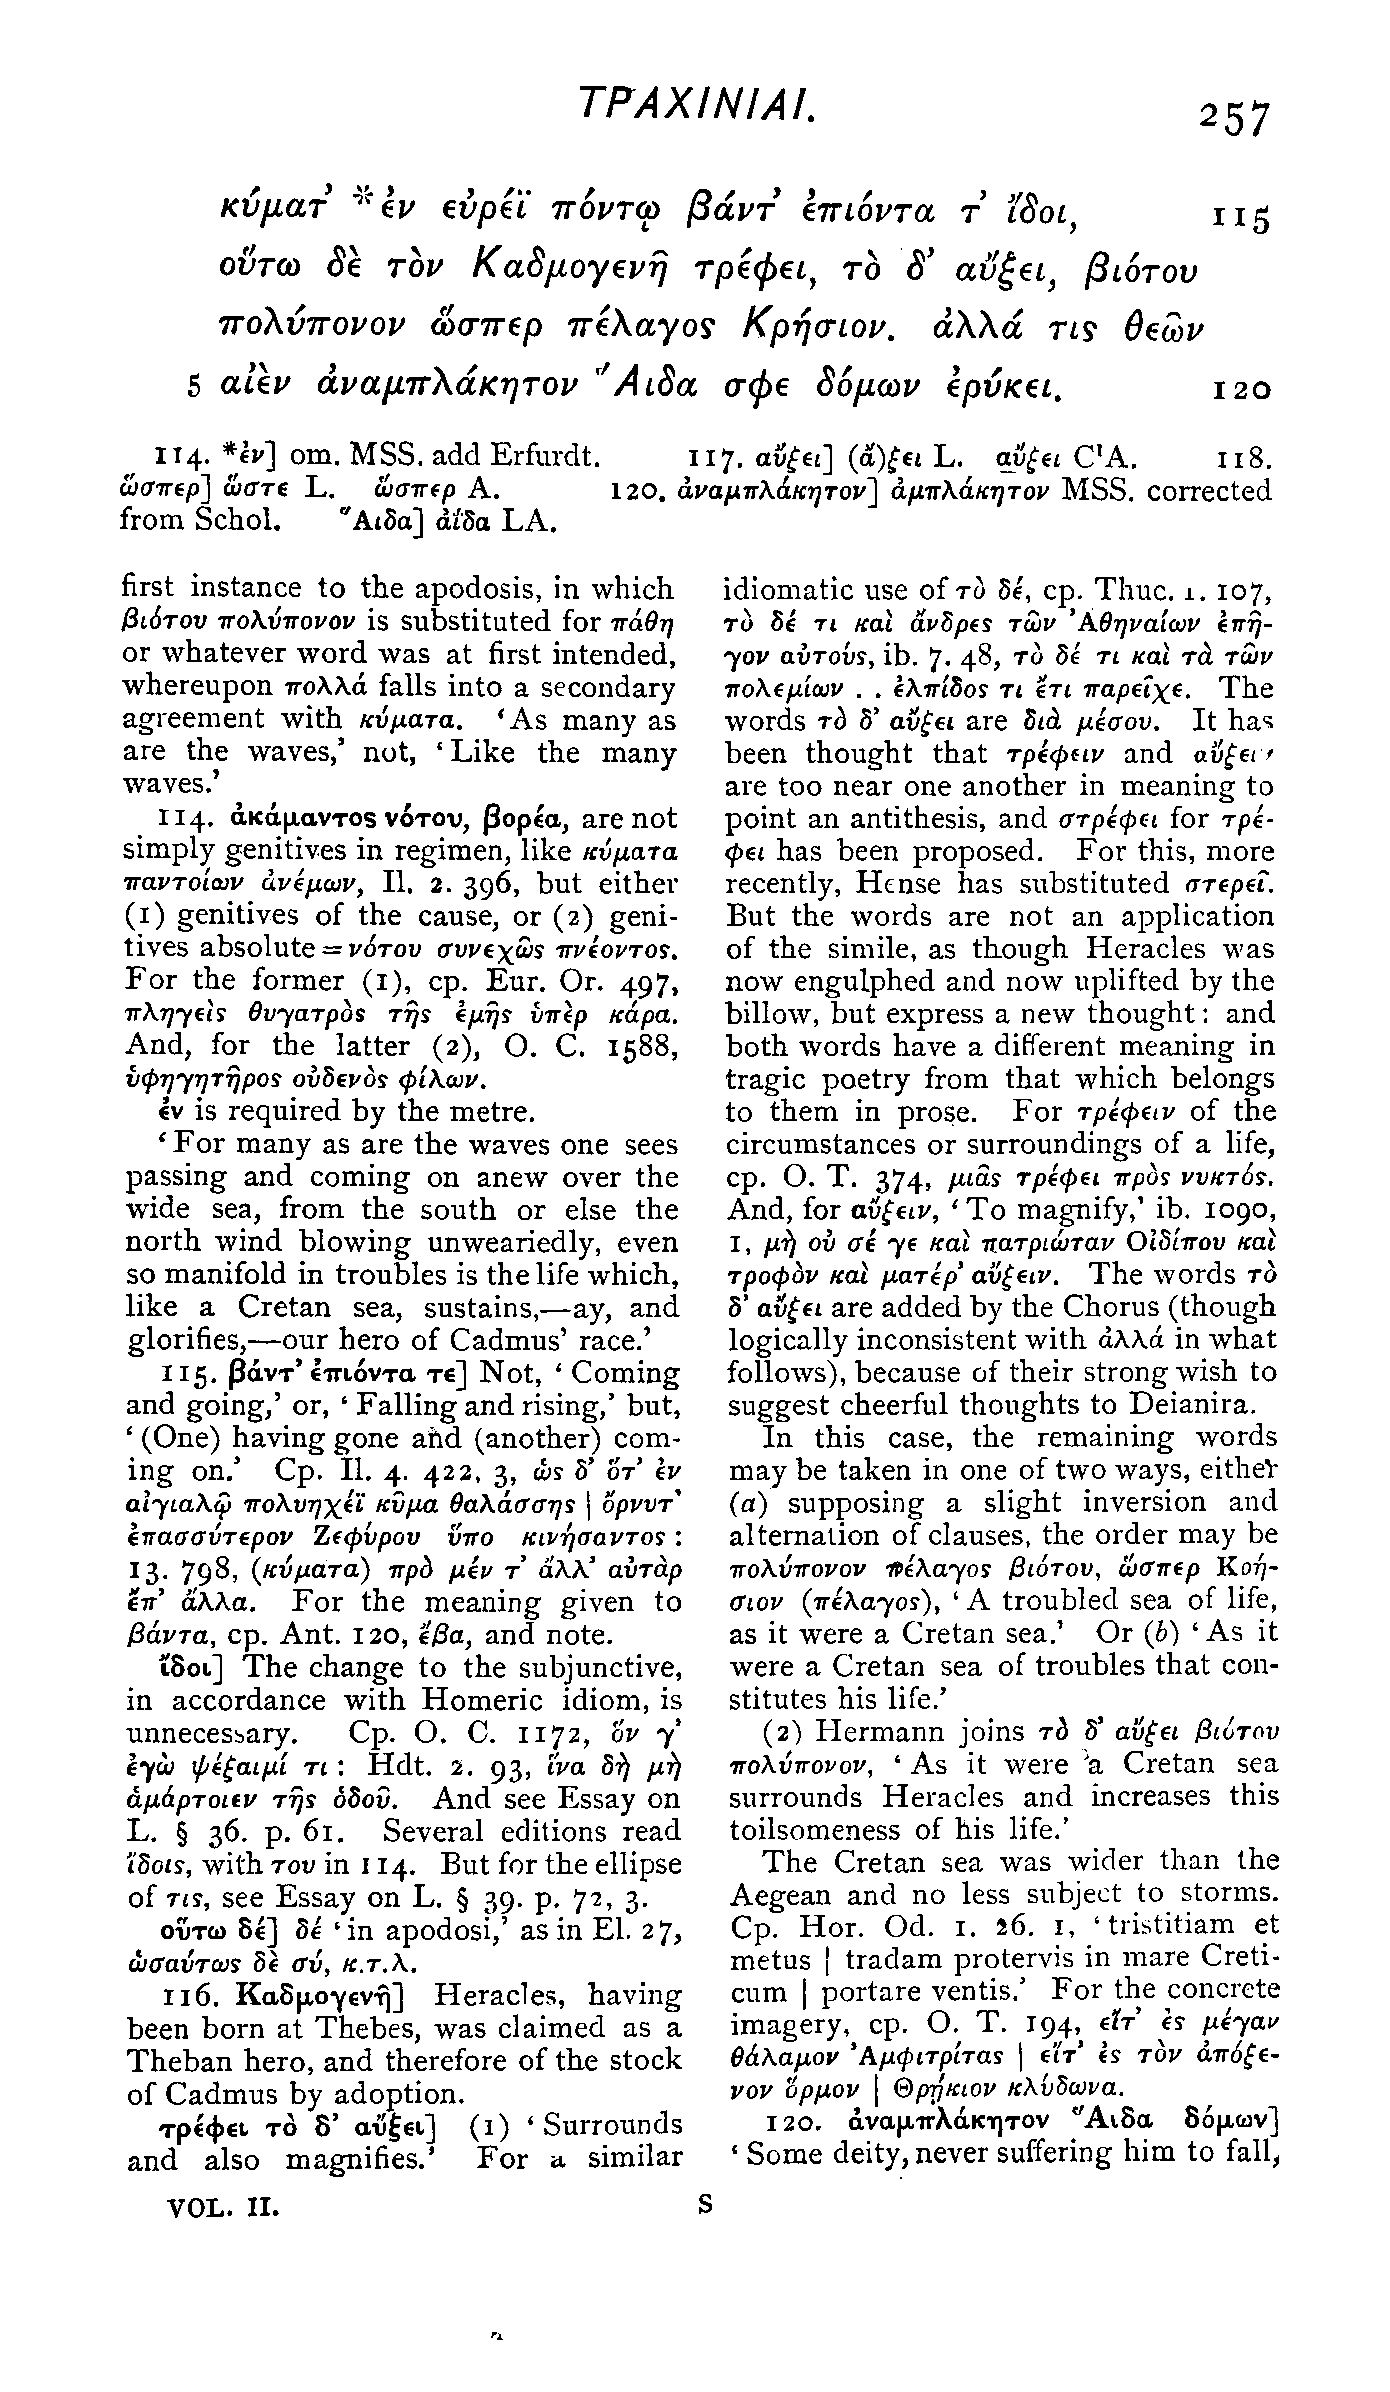 ΤΡΑΧΙΝΙΑΙ.
257
κύματ’ *ἐν εὐρέϊ πόντῳ βάντ’ ἐπιόντα τ’ ἴδοι, 115
οὕτω δὲ τὸν Καδμογενῆ τρέφει, τὸ δ’ αὔξει, βιότου
πολύπονον ὥσπερ πέλαγος Κρήσιον. ἀλλά τις θεῶν
5 αἰὲν ἀναμπλάκητον Ἅιδα σφε δόμων ἐρύκει. 120
114. *ἐν] om. MSS. add Erfurdt. 117. αὔξει] (ἄ)ξει L. αὔξει C¹A. 118.
ὥσπερ] ὥστε L. ὥσπερ A. 120. ἀναμπλάκητον] ἀμπλάκητον MSS. corrected
from Schol. Ἅιδα] ἀΐδα LA.
first instance to the apodosis, in which
βιότου πολύπονον is substituted for πάθη
or whatever word was at first intended,
whereupon πολλά falls into a secondary
agreement with κύματα. ‘As many as
are the waves,’ not, ‘Like the many
waves.’
114. ἀκάμαντος νότου, βορέα, are not
simply genitives in regimen, like κύματα
παντοίων ἀνέμων, Il. 2. 396, but either
(1) genitives of the cause, or (2) geni-
tives absolute = νότου συνεχῶς πνέοντος.
For the former (1), cp. Eur. Or. 497,
πληγεὶς θυγατρὸς τῆς ἐμῆς ὑπὲρ κάρα.
And, for the latter (2), O. C. 1588,
ὑφηγητῆρος οὐδενὸς φίλων.
ἐν is required by the metre.
‘For many as are the waves one sees
passing and coming on anew over the
wide sea, from the south or else the
north wind blowing unweariedly, even
so manifold in troubles is the life which,
like a Cretan sea, sustains,—ay, and
glorifies,—our hero of Cadmus’ race.’
115. βάντ’ ἐπιόντα τε] Not, ‘Coming
and going,’ or, ‘Falling and rising,’ but,
‘(One) having gone and (another) com-
ing on.’ Cp. Il. 4. 422, 3, ὡς δ’ ὅτ’ ἐν
αἰγιαλῷ πολυηχέϊ κῦμα θαλάσσης | ὄρνυτ’
ἐπασσύτερον Ζεφύρου ὕπο κινήσαντος :
13. 798, (κύματα) πρὸ μέν τ’ ἄλλ’ αὐτὰρ
ἔπ’ ἄλλα. For the meaning given to
βάντα, cp. Ant. 120, ἔβα, and note.
ἴδοι] The change to the subjunctive,
in accordance with Homeric idiom, is
unnecessary. Cp. O. C. 1172, ὅν γ’
ἐγὼ ψέξαιμί τι : Hdt. 2. 93, ἵνα δὴ μὴ
ἁμάρτοιεν τῆς ὁδοῦ. And see Essay on
L. § 36. p. 61. Several editions read
ἴδοις, with του in 114. But for the ellipse
of τις, see Essay on L. § 39. p. 72, 3.
οὕτω δέ] δέ ‘in apodosi,’ as in El. 27,
ὡσαύτως δὲ σύ, κ.τ.λ.
116. Καδμογενῆ] Heracles, having
been born at Thebes, was claimed as a
Theban hero, and therefore of the stock
of Cadmus by adoption.
τρέφει τὸ δ’ αὔξει] (1) ‘Surrounds
and also magnifies.’ For a similar
idiomatic use of τὸ δέ, cp. Thuc. 1. 107,
τὸ δέ τι καὶ ἄνδρες τῶν Ἀθηναίων ἐπῆ-
γον αὐτούς, ib. 7. 48, τὸ δέ τι καὶ τὰ τῶν
πολεμίων . . ἐλπίδος τι ἔτι παρεῖχε. The
words τὸ δ’ αὔξει are διὰ μέσου. It has
been thought that τρέφειν and αὔξειν
are too near one another in meaning to
point an antithesis, and στρέφει for τρέ-
φει has been proposed. For this, more
recently, Hense has substituted στερεῖ.
But the words are not an application
of the simile, as though Heracles was
now engulphed and now uplifted by the
billow, but express a new thought: and
both words have a different meaning in
tragic poetry from that which belongs
to them in prose. For τρέφειν of the
circumstances or surroundings of a life,
cp. O. T. 374, μιᾶς τρέφει πρὸς νυκτός.
And, for αὔξειν, ‘To magnify,’ ib. 1090,
1, μὴ οὐ σέ γε καὶ πατριώταν Οἰδίπου καὶ
τροφὸν καὶ ματέρ’ αὔξειν. The words τὸ
δ’ αὔξει are added by the Chorus (though
logically inconsistent with ἀλλά in what
follows), because of their strong wish to
suggest cheerful thoughts to Deianira.
In this case, the remaining words
may be taken in one of two ways, either
(a) supposing a slight inversion and
alternation of clauses, the order may be
πολύπονον πέλαγος βιότου, ὥσπερ Κρή-
σιον (πέλαγος), ‘A troubled sea of life,
as it were a Cretan sea.’ Or (b) ‘As it
were a Cretan sea of troubles that con-
stitutes his life.’
(2) Hermann joins τὸ δ’ αὔξει βιότου
πολύπονον, ‘As it were a Cretan sea
surrounds Heracles and increases this
toilsomeness of his life.’
The Cretan sea was wider than the
Aegean and no less subject to storms.
Cp. Hor. Od. 1. 26. 1, ‘tristitiam et
metus | tradam protervis in mare Creti-
cum | portare ventis.’ For the concrete
imagery, cp. O. T. 194, εἴτ’ ἐς μέγαν
θάλαμον Ἀμφιτρίτας | εἴτ’ ἐς τὸν ἀπόξε-
νον ὅρμον | Θρῄκιον κλύδωνα.
120. ἀναμπλάκητον Ἅιδα δόμων]
‘Some deity, never suffering him to fall,
VOL. II.
S